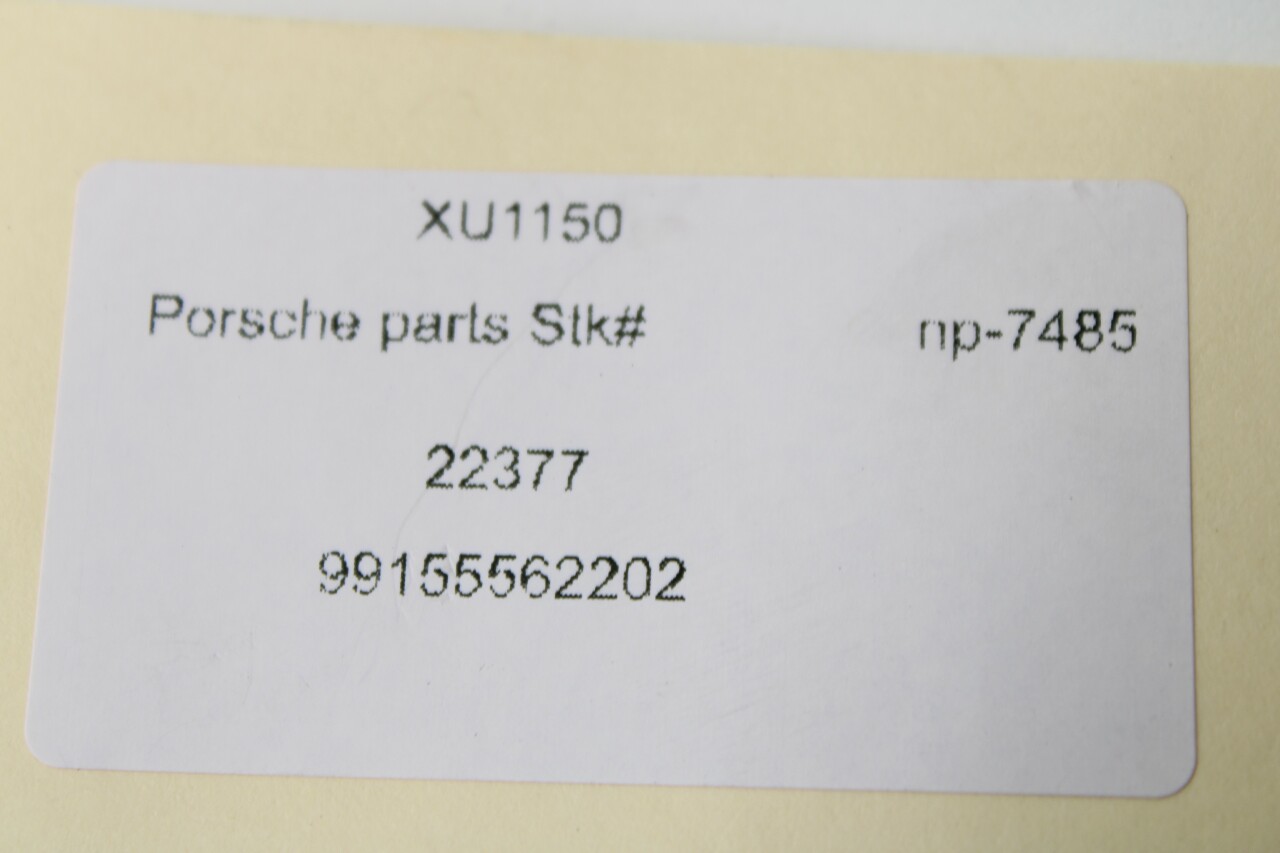 XU1150
Porsche parts Stk# np-7485
22377
99155562202